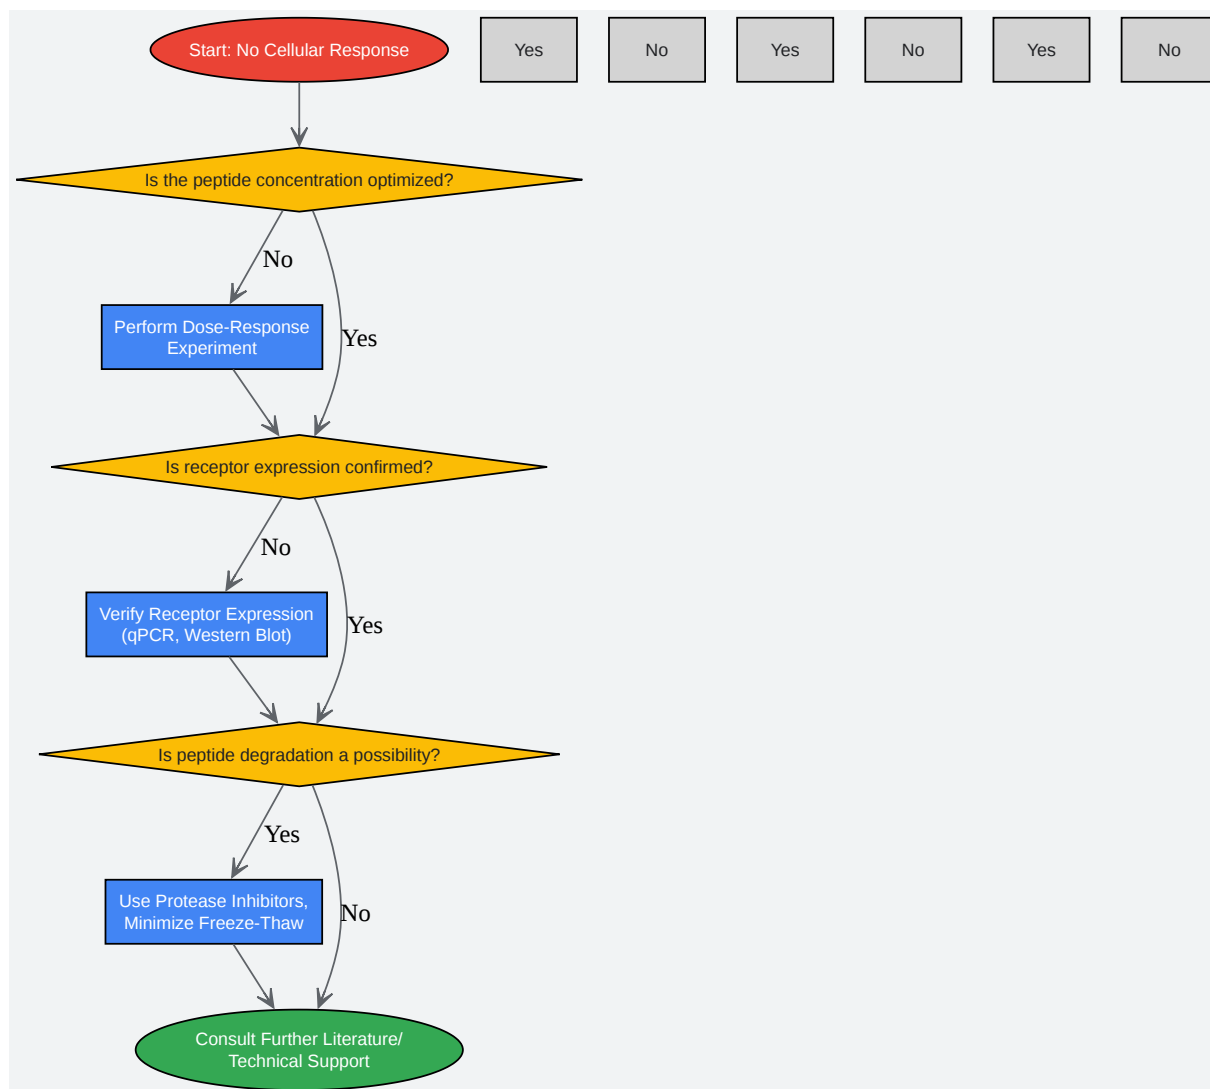 Start: No Cellular Response
Yes
No
Yes
No
Yes
No
Is the peptide concentration optimized?
No
Perform Dose-Response
Experiment
Yes
Is receptor expression confirmed?
No
Verify Receptor Expression
(qPCR, Western Blot)
Yes
Is peptide degradation a possibility?
Yes
Use Protease Inhibitors,
Minimize Freeze-Thaw
No
Consult Further Literature/
Technical Support